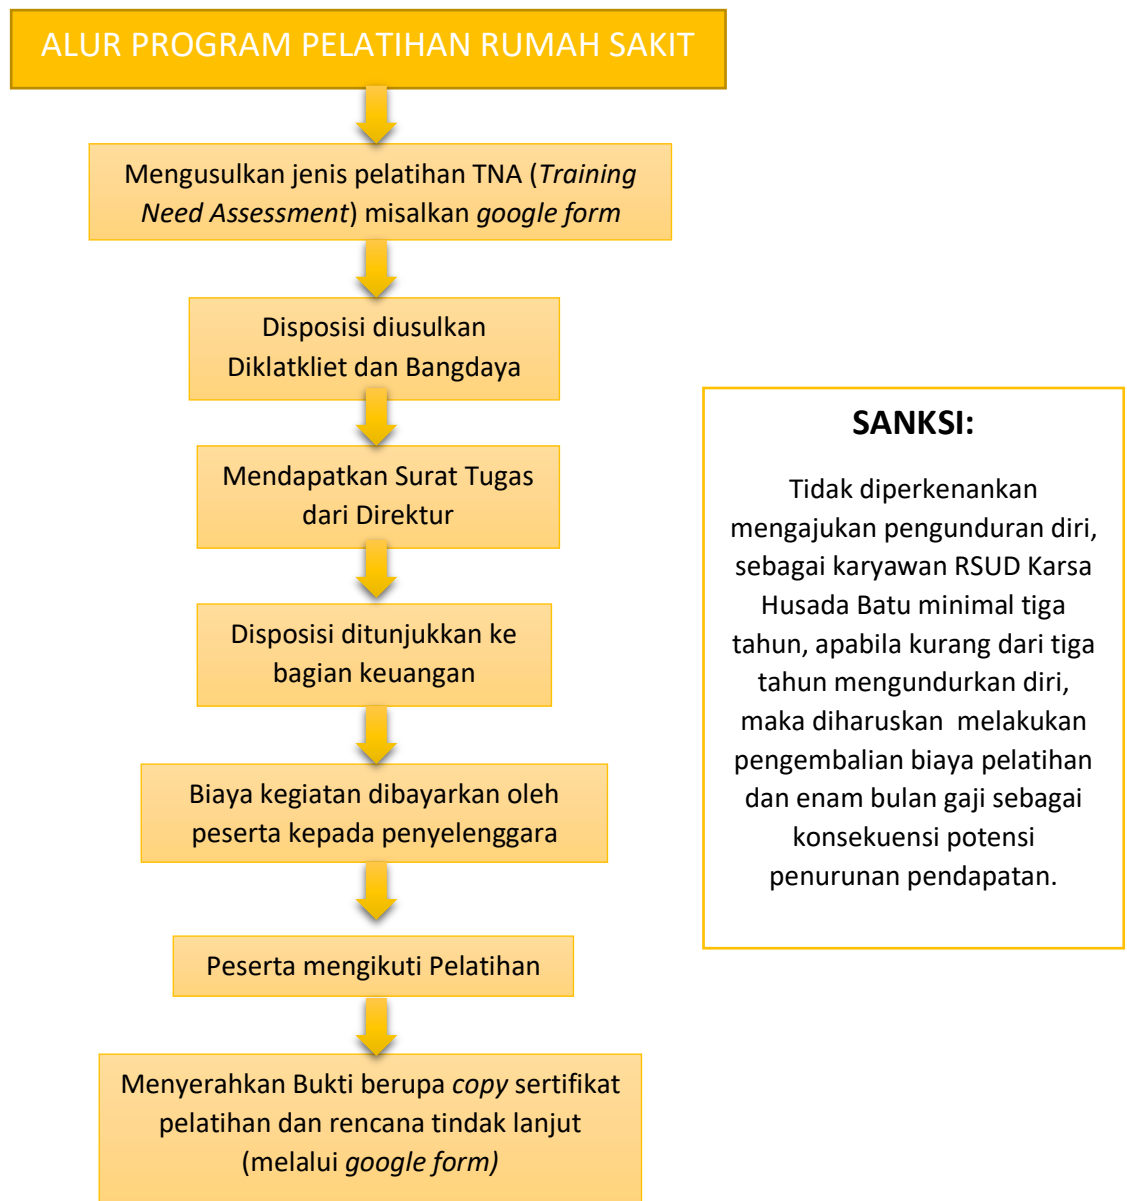 ALUR PROGRAM PELATIHAN RUMAH SAKIT
Mengusulkan jenis pelatihan TNA (Training
Need Assessment) misalkan google form
Disposisi diusulkan
Diklatkliet dan Bangdaya
Mendapatkan Surat Tugas
dari Direktur
Disposisi ditunjukkan ke
bagian keuangan
Biaya kegiatan dibayarkan oleh
peserta kepada penyelenggara
Peserta mengikuti Pelatihan
Menyerahkan Bukti berupa copy sertifikat
pelatihan dan rencana tindak lanjut
(melalui google form)
SANKSI:
Tidak diperkenankan
mengajukan pengunduran diri,
sebagai karyawan RSUD Karsa
Husada Batu minimal tiga
tahun, apabila kurang dari tiga
tahun mengundurkan diri,
maka diharuskan  melakukan
pengembalian biaya pelatihan
dan enam bulan gaji sebagai
konsekuensi potensi
penurunan pendapatan.